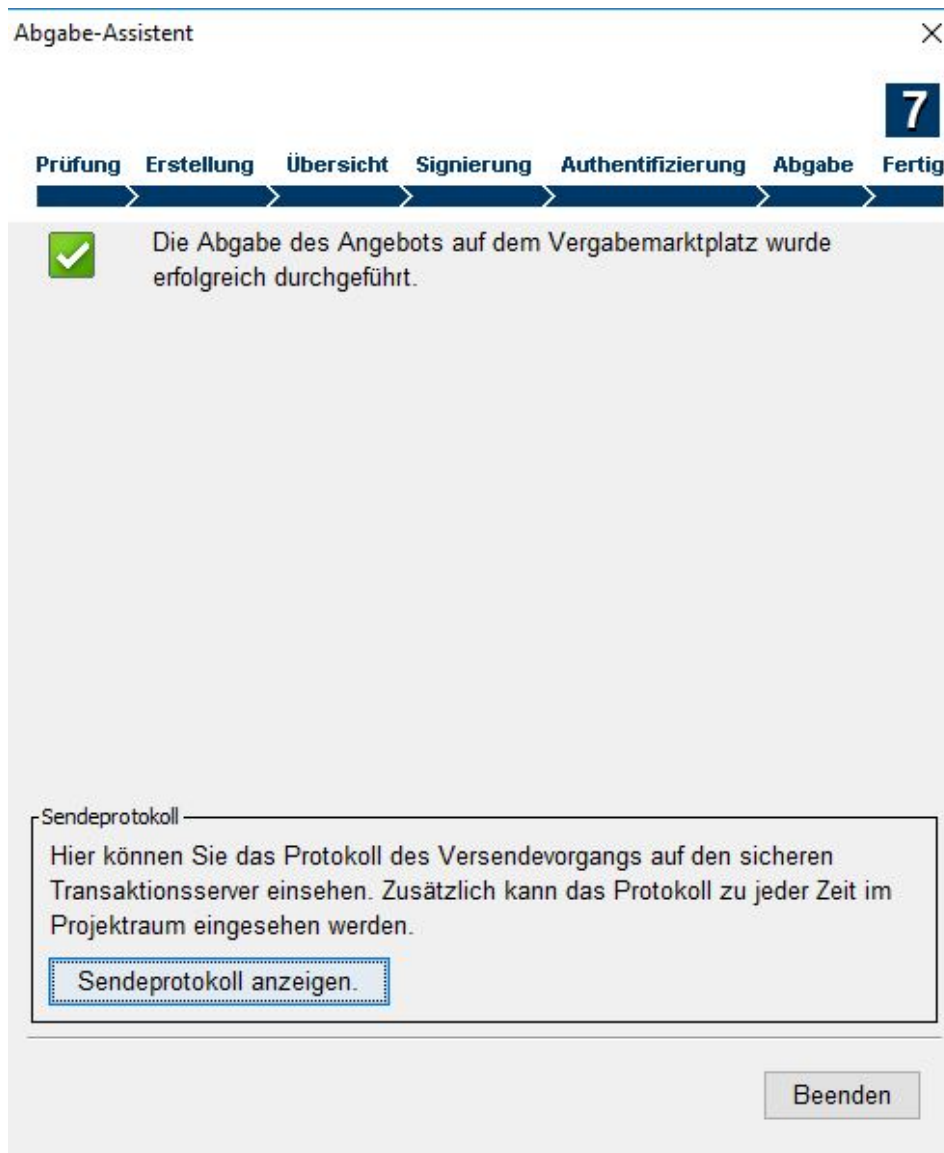 Abgabe-Assistent
7
Prüfung Erstellung Übersicht Signierung Authentifizierung Abgabe Fertig
Die Abgabe des Angebots auf dem Vergabemarktplatz wurde
erfolgreich durchgeführt.
Sendeprotokoll
Hier können Sie das Protokoll des Versendevorgangs auf den sicheren
Transaktionsserver einsehen. Zusätzlich kann das Protokoll zu jeder Zeit im
Projektraum eingesehen werden.
Sendeprotokoll anzeigen.
Beenden